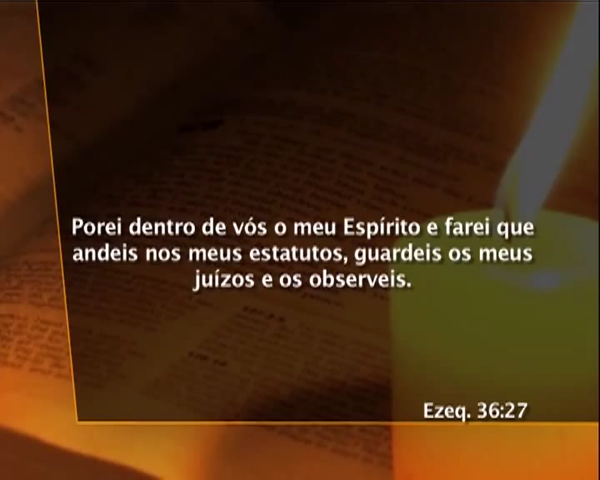 Porei dentro de vós o meu Espírito e farei que
andeis nos meus estatutos, guardeis os meus
juízos e os observeis.
Ezeq. 36:27